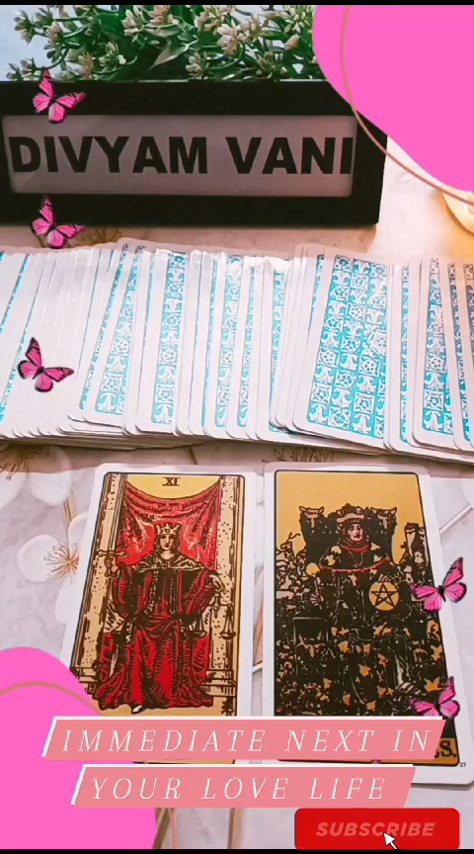 DIVYAM VANI
XI
IMMEDIATE NEXT IN
YOUR LOVE LIFE
SUBSCRIBE